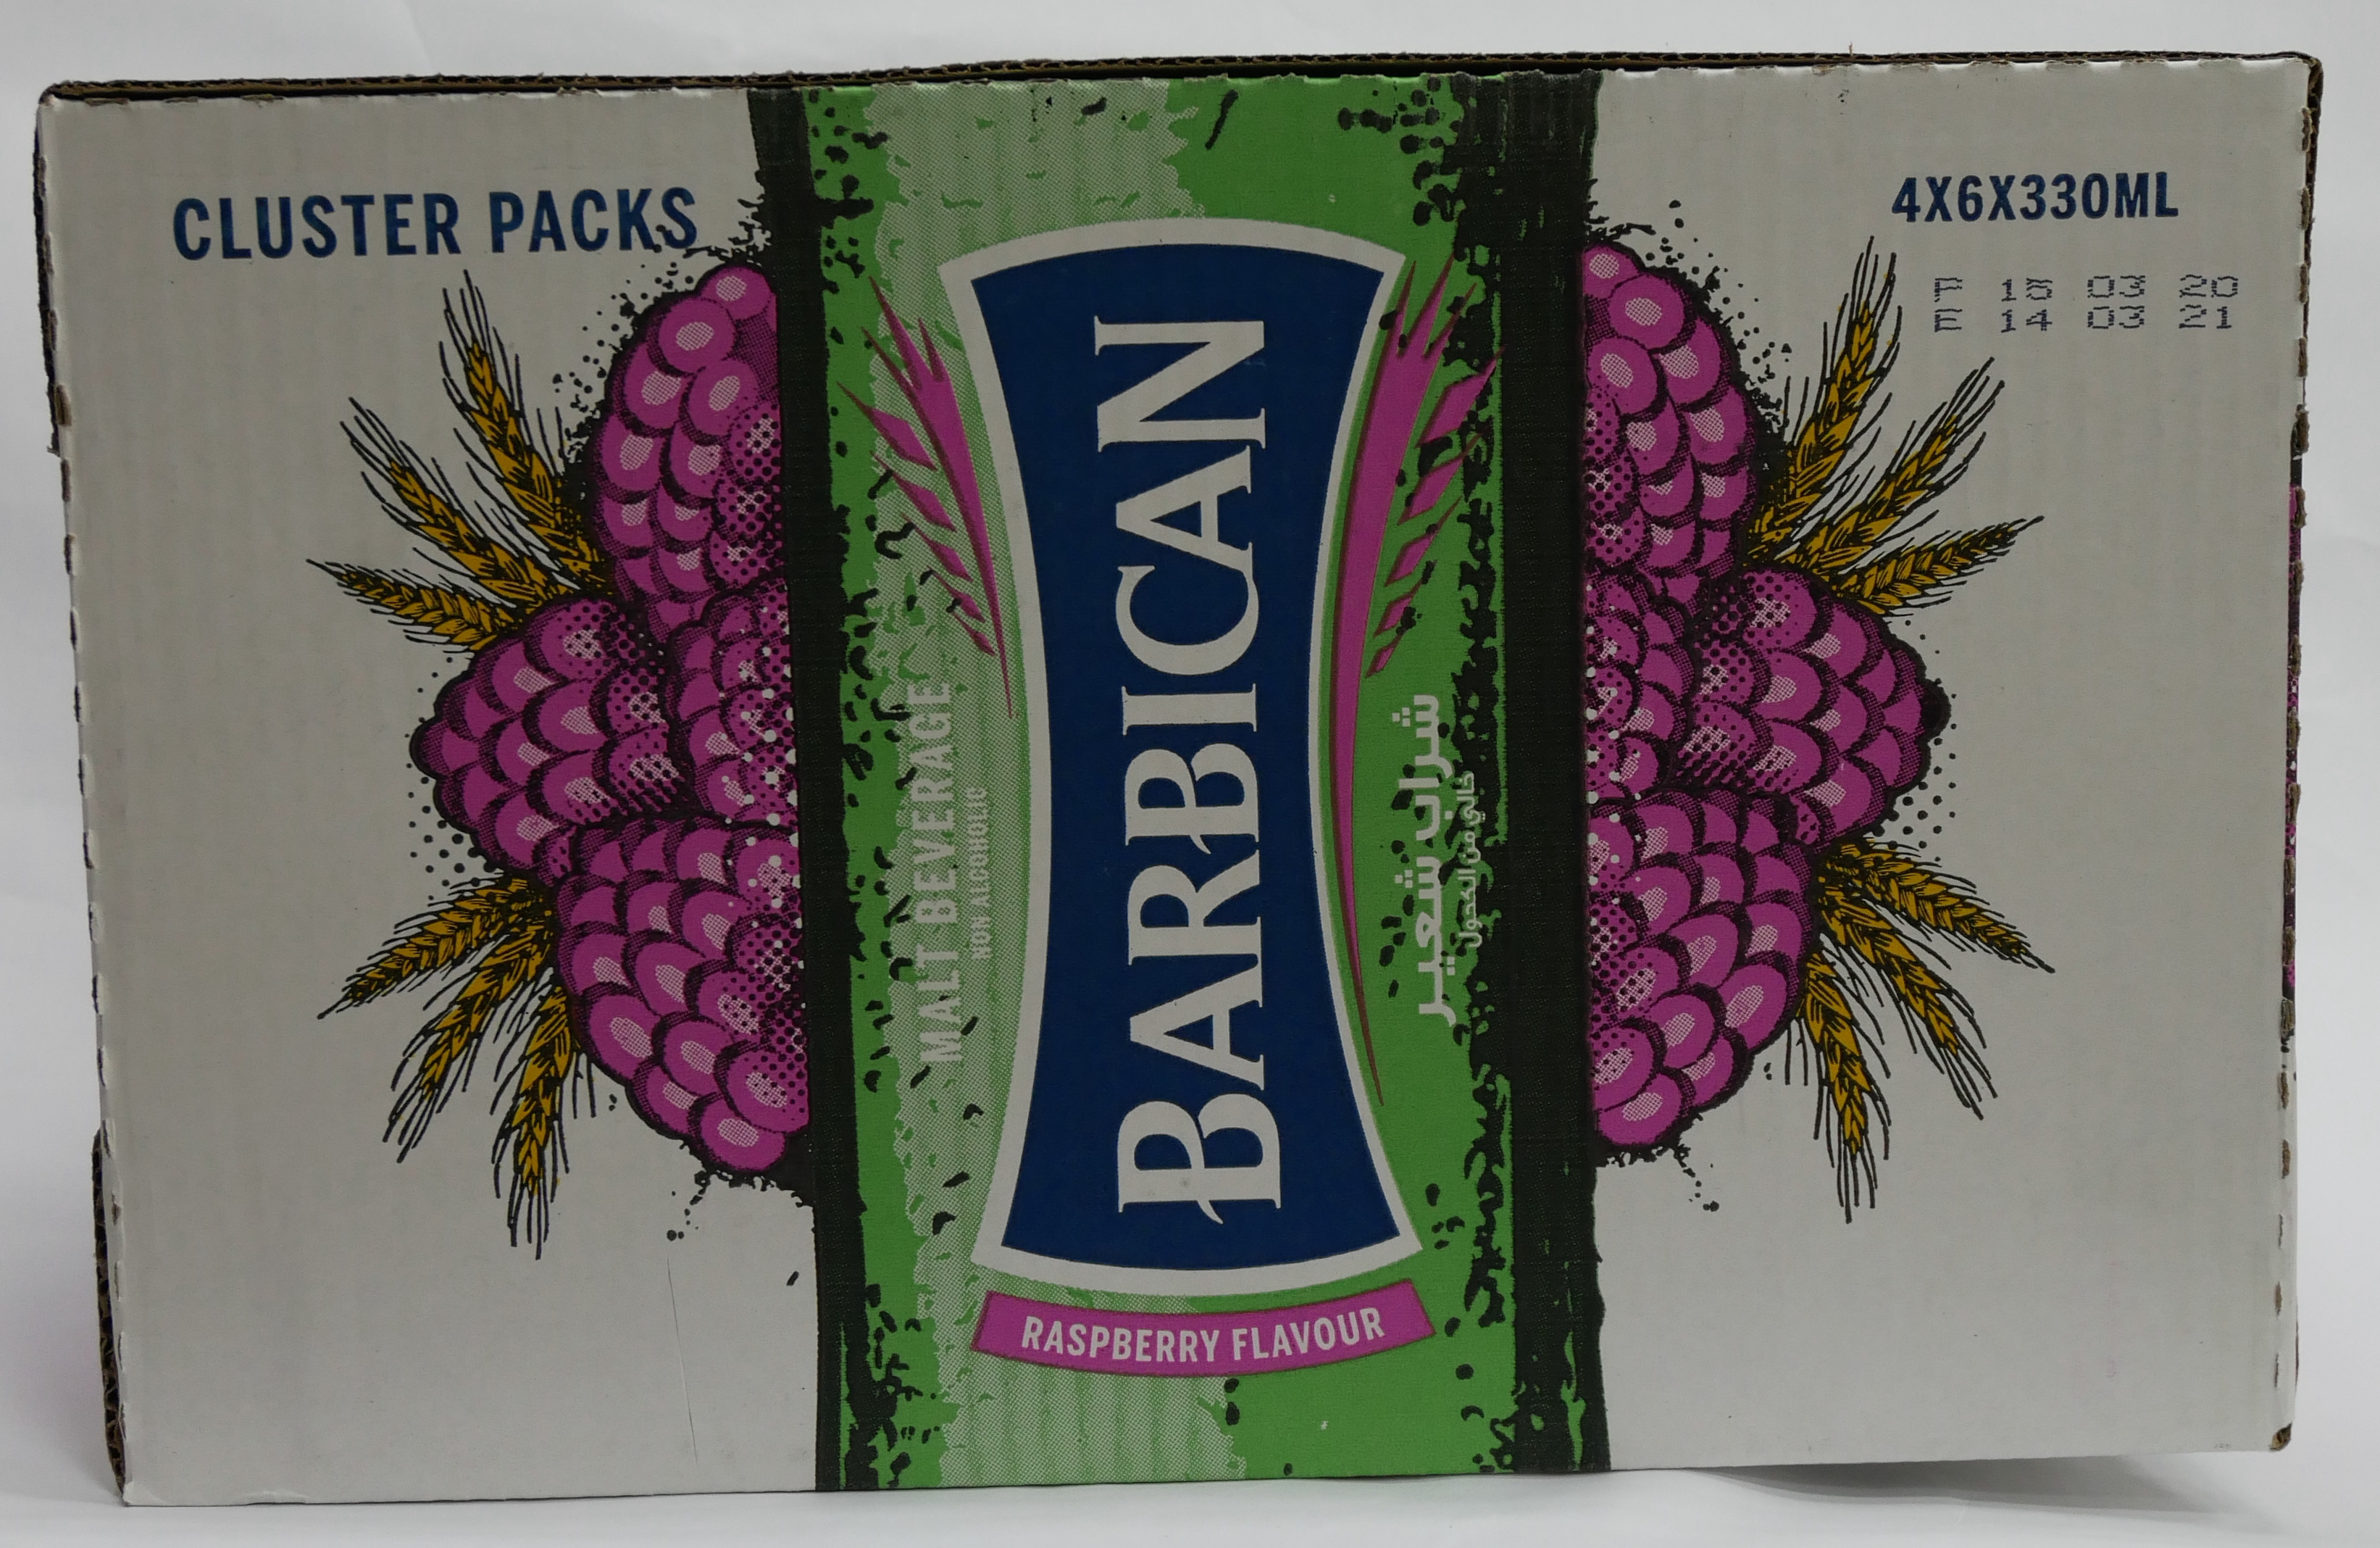 CLUSTER PACKS
4X6X330ML
P 15 03 20
E 14 03 21
MALT BEVERAGE
NON ALCOHOLIC
BARBICAN
شراب شعير
خالي من الكحول
RASPBERRY FLAVOUR